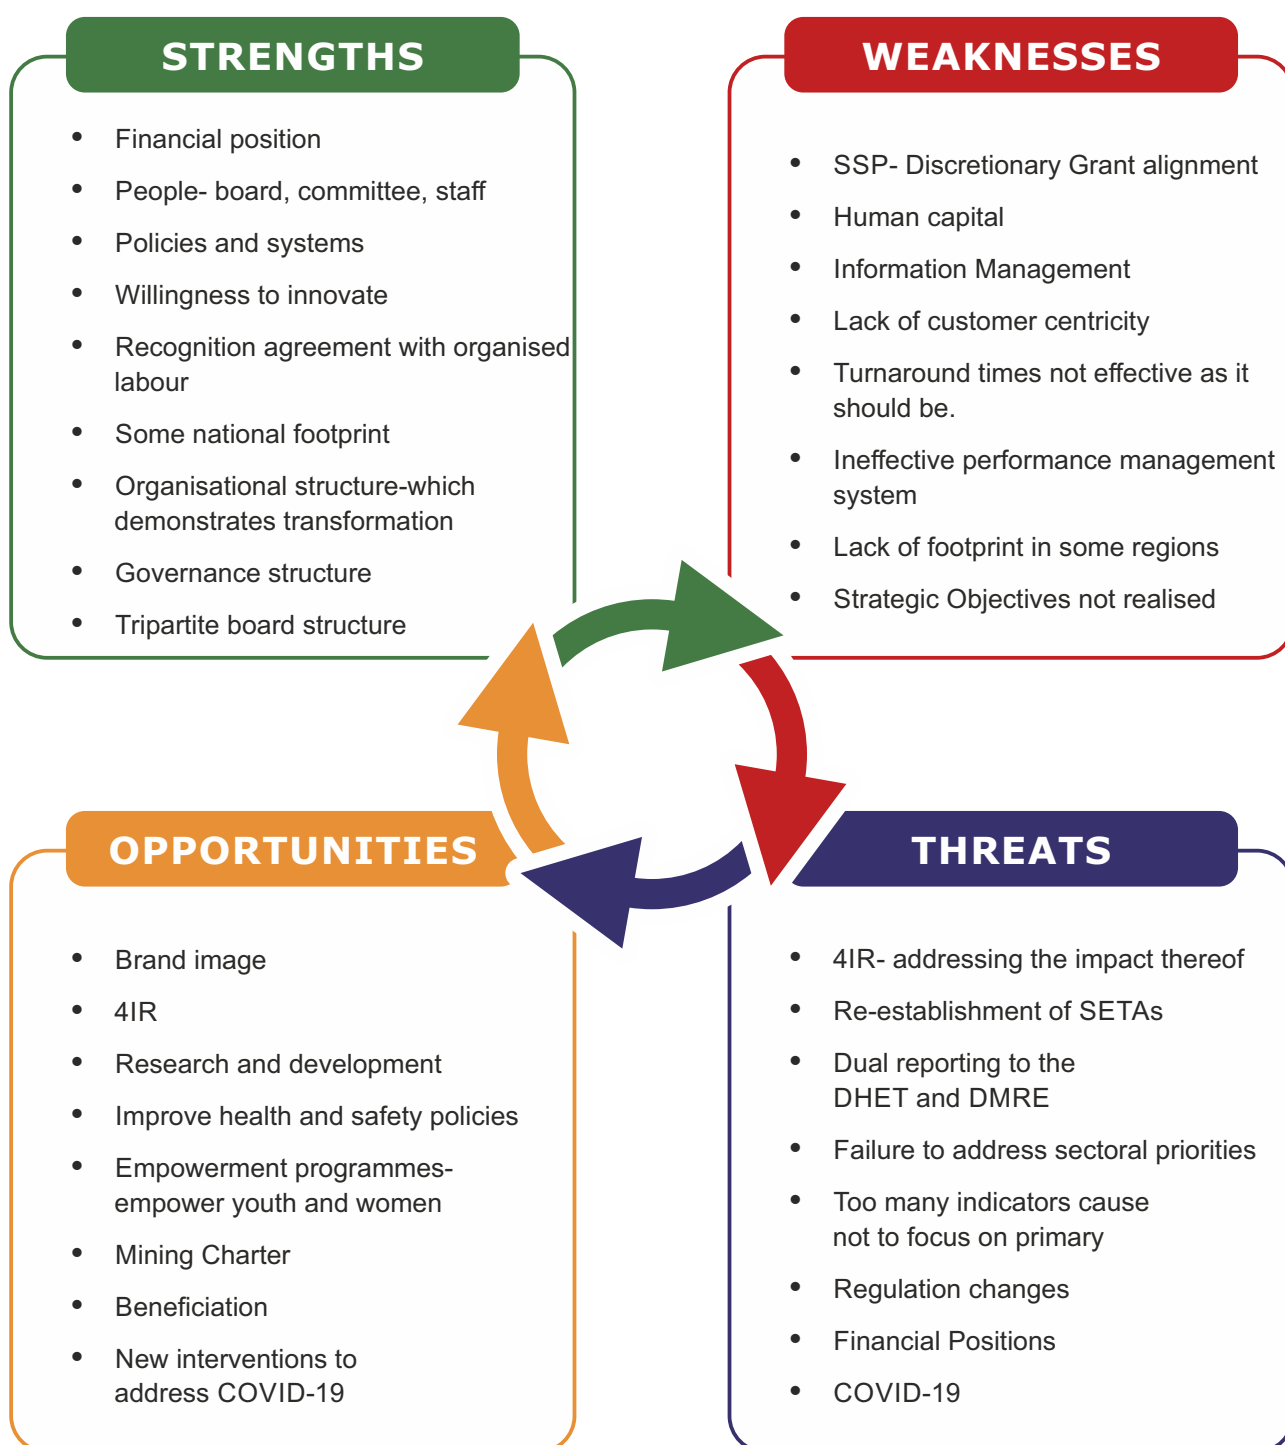 STRENGTHS
• Financial position
• People- board, committee, staff
• Policies and systems
• Willingness to innovate
• Recognition agreement with organised
labour
• Some national footprint
• Organisational structure-which
demonstrates transformation
• Governance structure
• Tripartite board structure
WEAKNESSES
• SSP- Discretionary Grant alignment
• Human capital
• Information Management
• Lack of customer centricity
• Turnaround times not effective as it
should be.
• Ineffective performance management
system
• Lack of footprint in some regions
• Strategic Objectives not realised
OPPORTUNITIES
• Brand image
• 4IR
• Research and development
• Improve health and safety policies
• Empowerment programmes-
empower youth and women
• Mining Charter
• Beneficiation
• New interventions to
address COVID-19
THREATS
• 4IR- addressing the impact thereof
• Re-establishment of SETAs
• Dual reporting to the
DHET and DMRE
• Failure to address sectoral priorities
• Too many indicators cause
not to focus on primary
• Regulation changes
• Financial Positions
• COVID-19